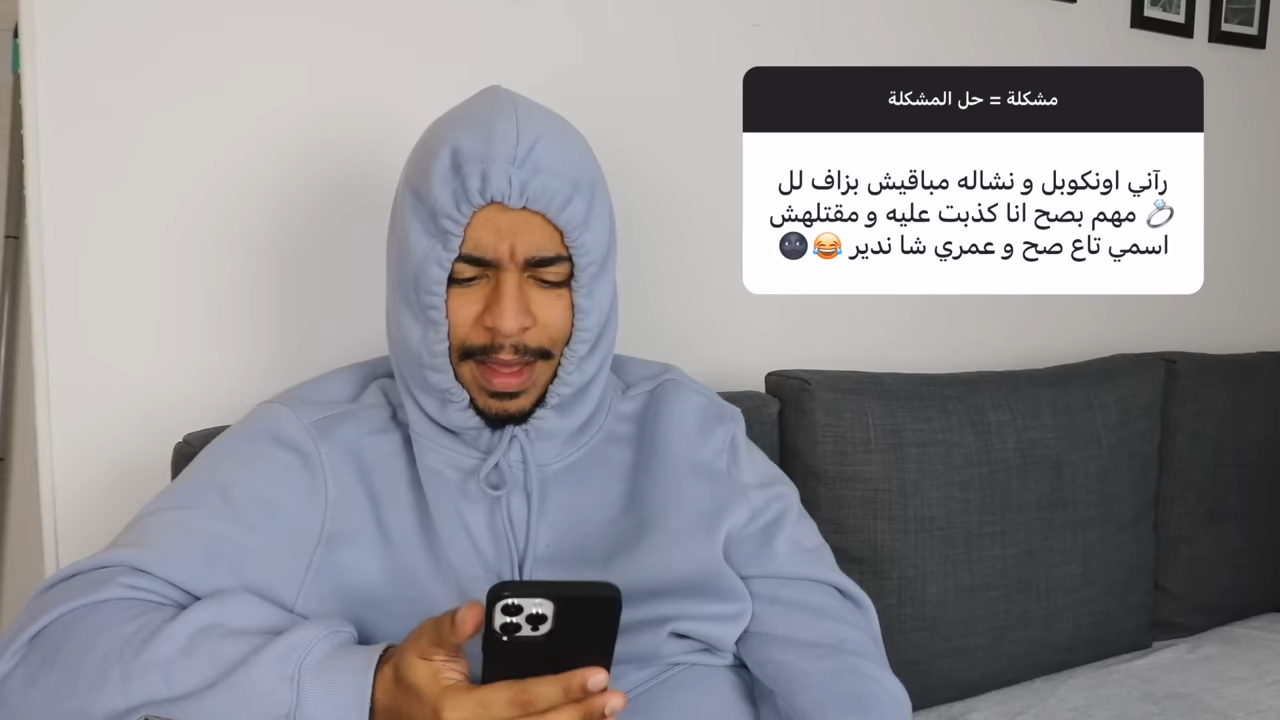 مشكلة = حل المشكلة
رآني اونكوبل و نشاله مباقيش بزاف لل
💍 مهم بصح انا كذبت عليه و مقتلهش
اسمي تاع صح و عمري شا ندير 😂🌚